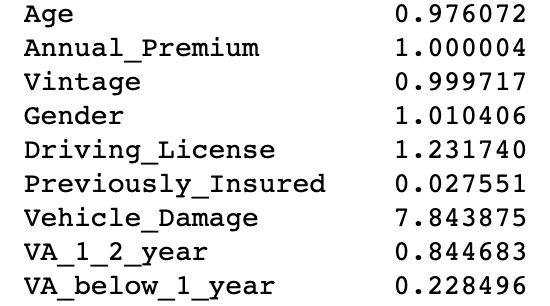 Age 0.976072
Annual_Premium 1.000004
Vintage 0.999717
Gender 1.010406
Driving_License 1.231740
Previously_Insured 0.027551
Vehicle_Damage 7.843875
VA_1_2_year 0.844683
VA_below_1_year 0.228496